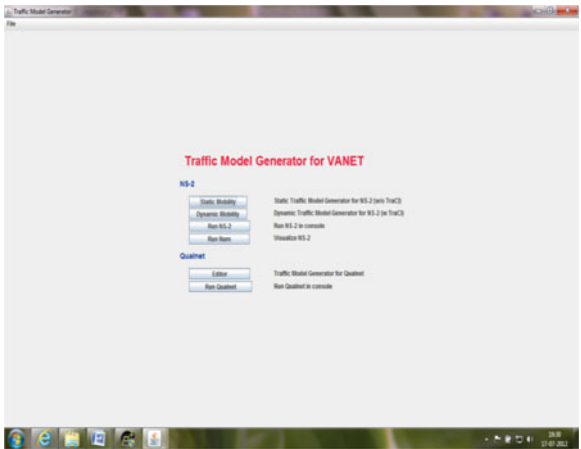 Traffic Model Generator
File
Traffic Model Generator for VANET
NS-2
Static Mobility Static Traffic Model Generator for NS-2 (w/o TraCI)
Dynamic Mobility Dynamic Traffic Model Generator for NS-2 (w TraCI)
Run NS-2 Run NS-2 in console
Run Nam Visualize NS-2
Qualnet
Editor Traffic Model Generator for Qualnet
Run Qualnet Run Qualnet in console
17-07-2012